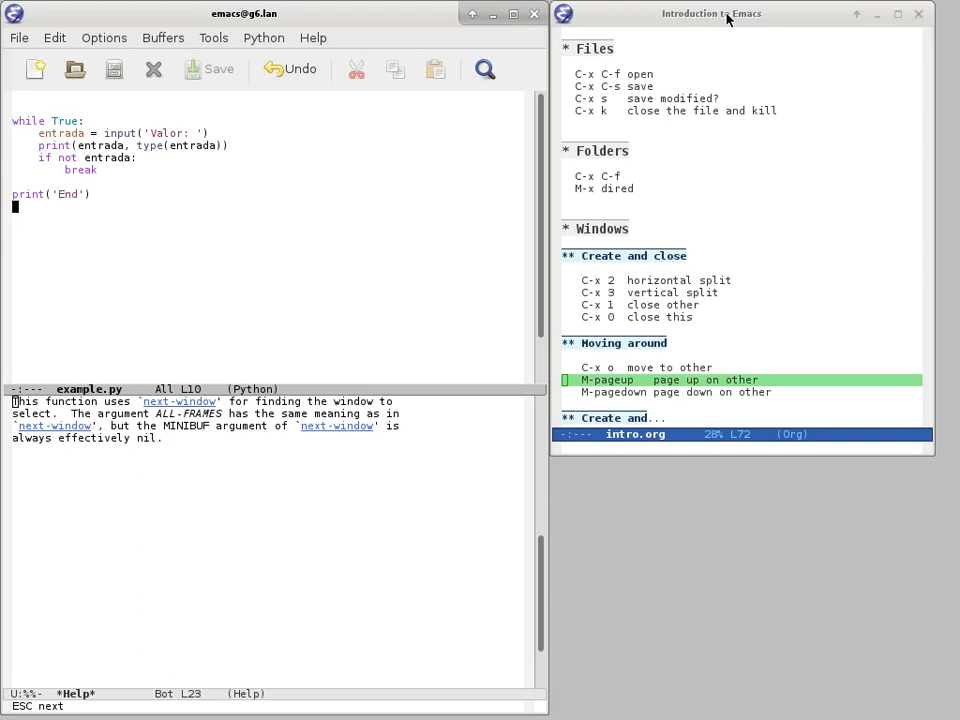 emacs@g6.lan
File Edit Options Buffers Tools Python Help
Save Undo
while True:
entrada = input('Valor: ')
print(entrada, type(entrada))
if not entrada:
break
print('End')
-:--- example.py All L10 (Python)
This function uses `next-window' for finding the window to
select. The argument ALL-FRAMES has the same meaning as in
`next-window', but the MINIBUF argument of `next-window' is
always effectively nil.
U:%%- *Help* Bot L23 (Help)
ESC next
Introduction to Emacs
* Files
C-x C-f open
C-x C-s save
C-x s save modified?
C-x k close the file and kill
* Folders
C-x C-f
M-x dired
* Windows
** Create and close
C-x 2 horizontal split
C-x 3 vertical split
C-x 1 close other
C-x 0 close this
** Moving around
C-x o move to other
M-pageup page up on other
M-pagedown page down on other
** Create and...
-:--- intro.org 28% L72 (Org)